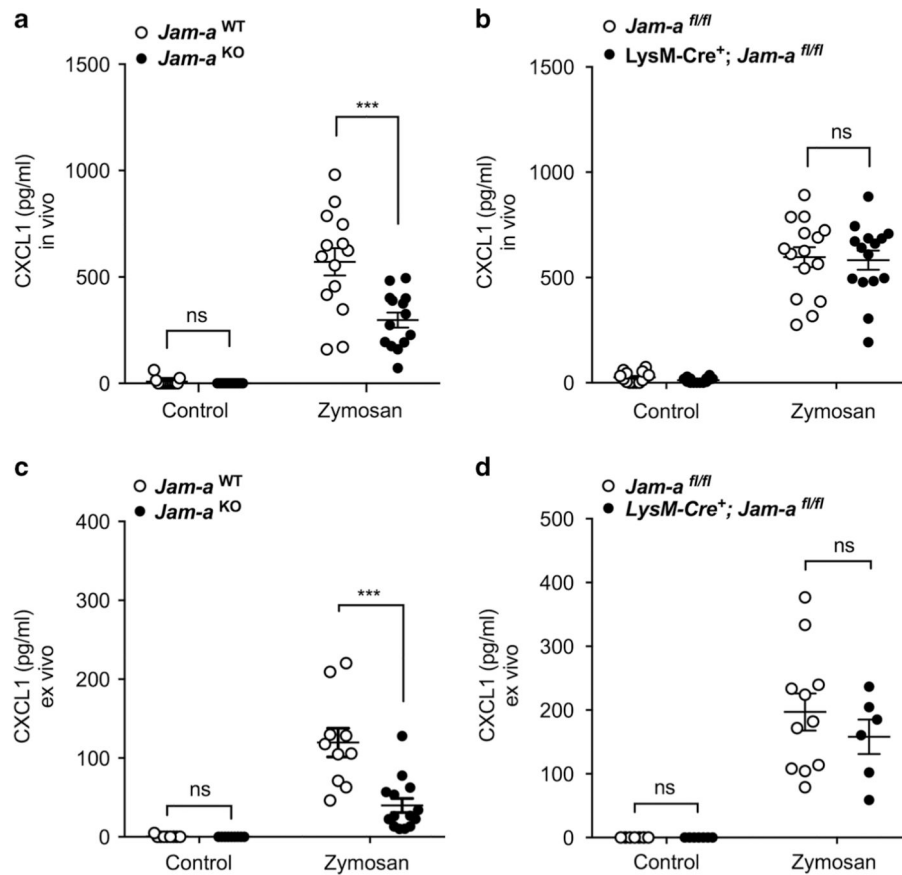 a
Jam-a WT
Jam-a KO
1500
1000
500
0
CXCL1 (pg/ml)
in vivo
ns
***
Control
Zymosan
b
Jam-a fl/fl
LysM-Cre+; Jam-a fl/fl
1500
1000
500
0
CXCL1 (pg/ml)
in vivo
ns
Control
Zymosan
c
Jam-a WT
Jam-a KO
400
300
200
100
0
CXCL1 (pg/ml)
ex vivo
ns
***
Control
Zymosan
d
Jam-a fl/fl
LysM-Cre+; Jam-a fl/fl
500
400
300
200
100
0
CXCL1 (pg/ml)
ex vivo
ns
ns
Control
Zymosan